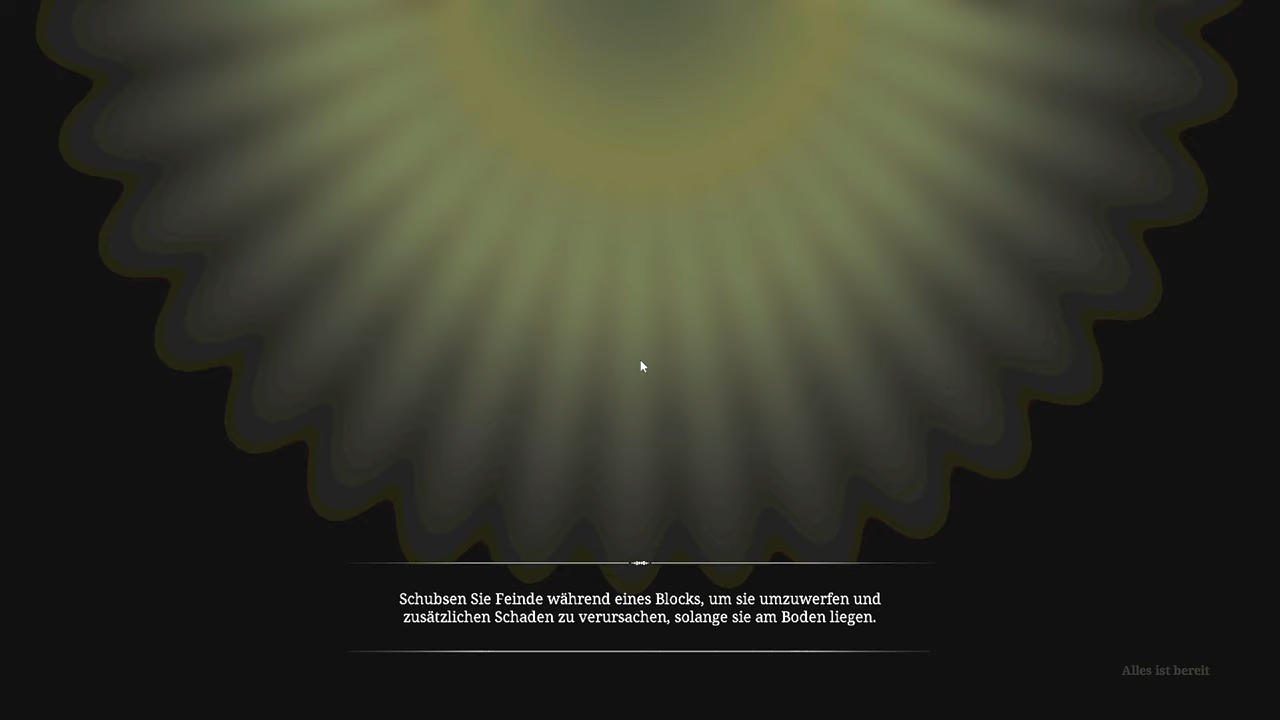 Schubsen Sie Feinde während eines Blocks, um sie umzuwerfen und
zusätzlichen Schaden zu verursachen, solange sie am Boden liegen.
Alles ist bereit